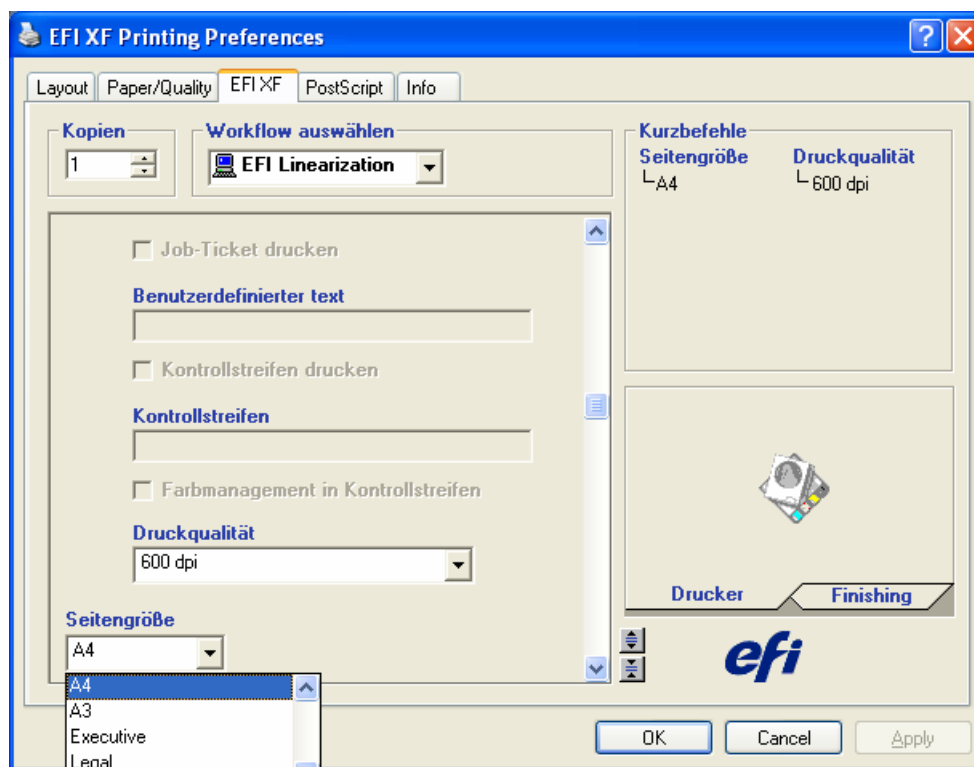 EFI XF Printing Preferences
Layout
Paper/Quality
EFI XF
PostScript
Info
Kopien
1
Workflow auswählen
EFI Linearization
Job-Ticket drucken
Benutzerdefinierter text
Kontrollstreifen drucken
Kontrollstreifen
Farbmanagement in Kontrollstreifen
Druckqualität
600 dpi
Seitengröße
A4
A4
A3
Executive
Legal
Kurzbefehle
Seitengröße
A4
Druckqualität
600 dpi
Drucker
Finishing
efi
OK
Cancel
Apply